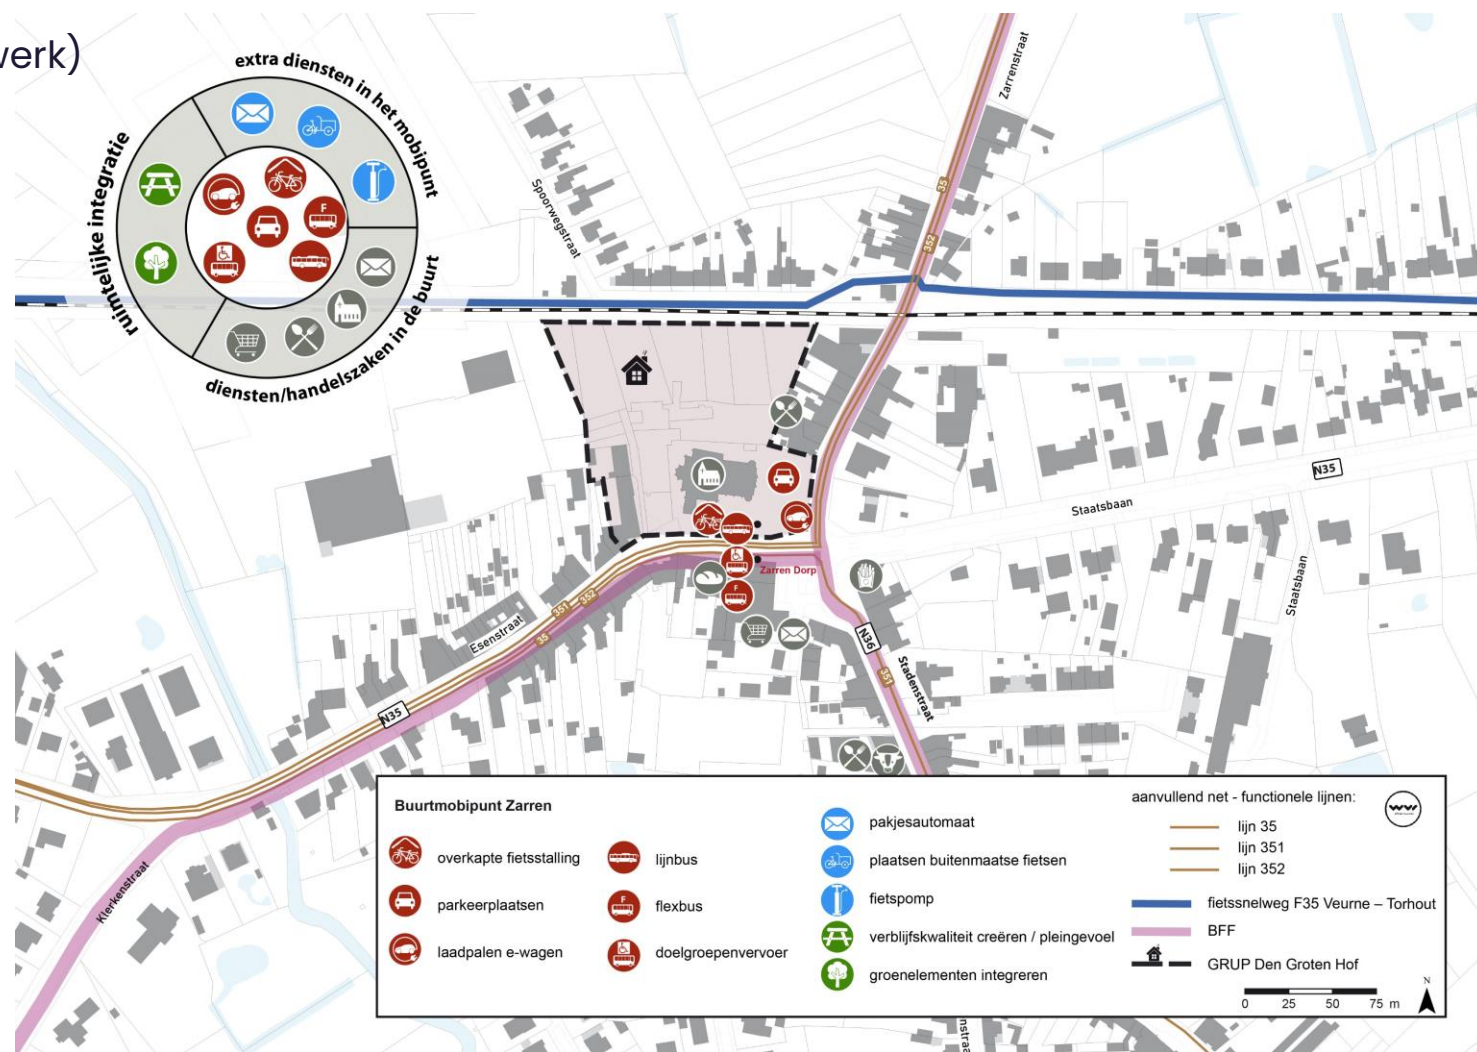 werk)
extra diensten in het mobipunt
ruimtelijke integratie
diensten/handelszaken in de buurt
F
Zarrenstraat
Spoorwegstraat
35
352
N35
Staatsbaan
Staatsbaan
Zarren Dorp
F
351
352
35
Esenstraat
N36
351
Stadenstraat
N35
Klerkenstraat
Buurtmobipunt Zarren
overkapte fietsstalling
parkeerplaatsen
laadpalen e-wagen
lijnbus
F
flexbus
doelgroepenvervoer
pakjesautomaat
plaatsen buitenmaatse fietsen
fietspomp
verblijfskwaliteit creëren / pleingevoel
groenelementen integreren
aanvullend net - functionele lijnen:
lijn 35
lijn 351
lijn 352
fietssnelweg F35 Veurne – Torhout
BFF
GRUP Den Groten Hof
N
0 25 50 75 m